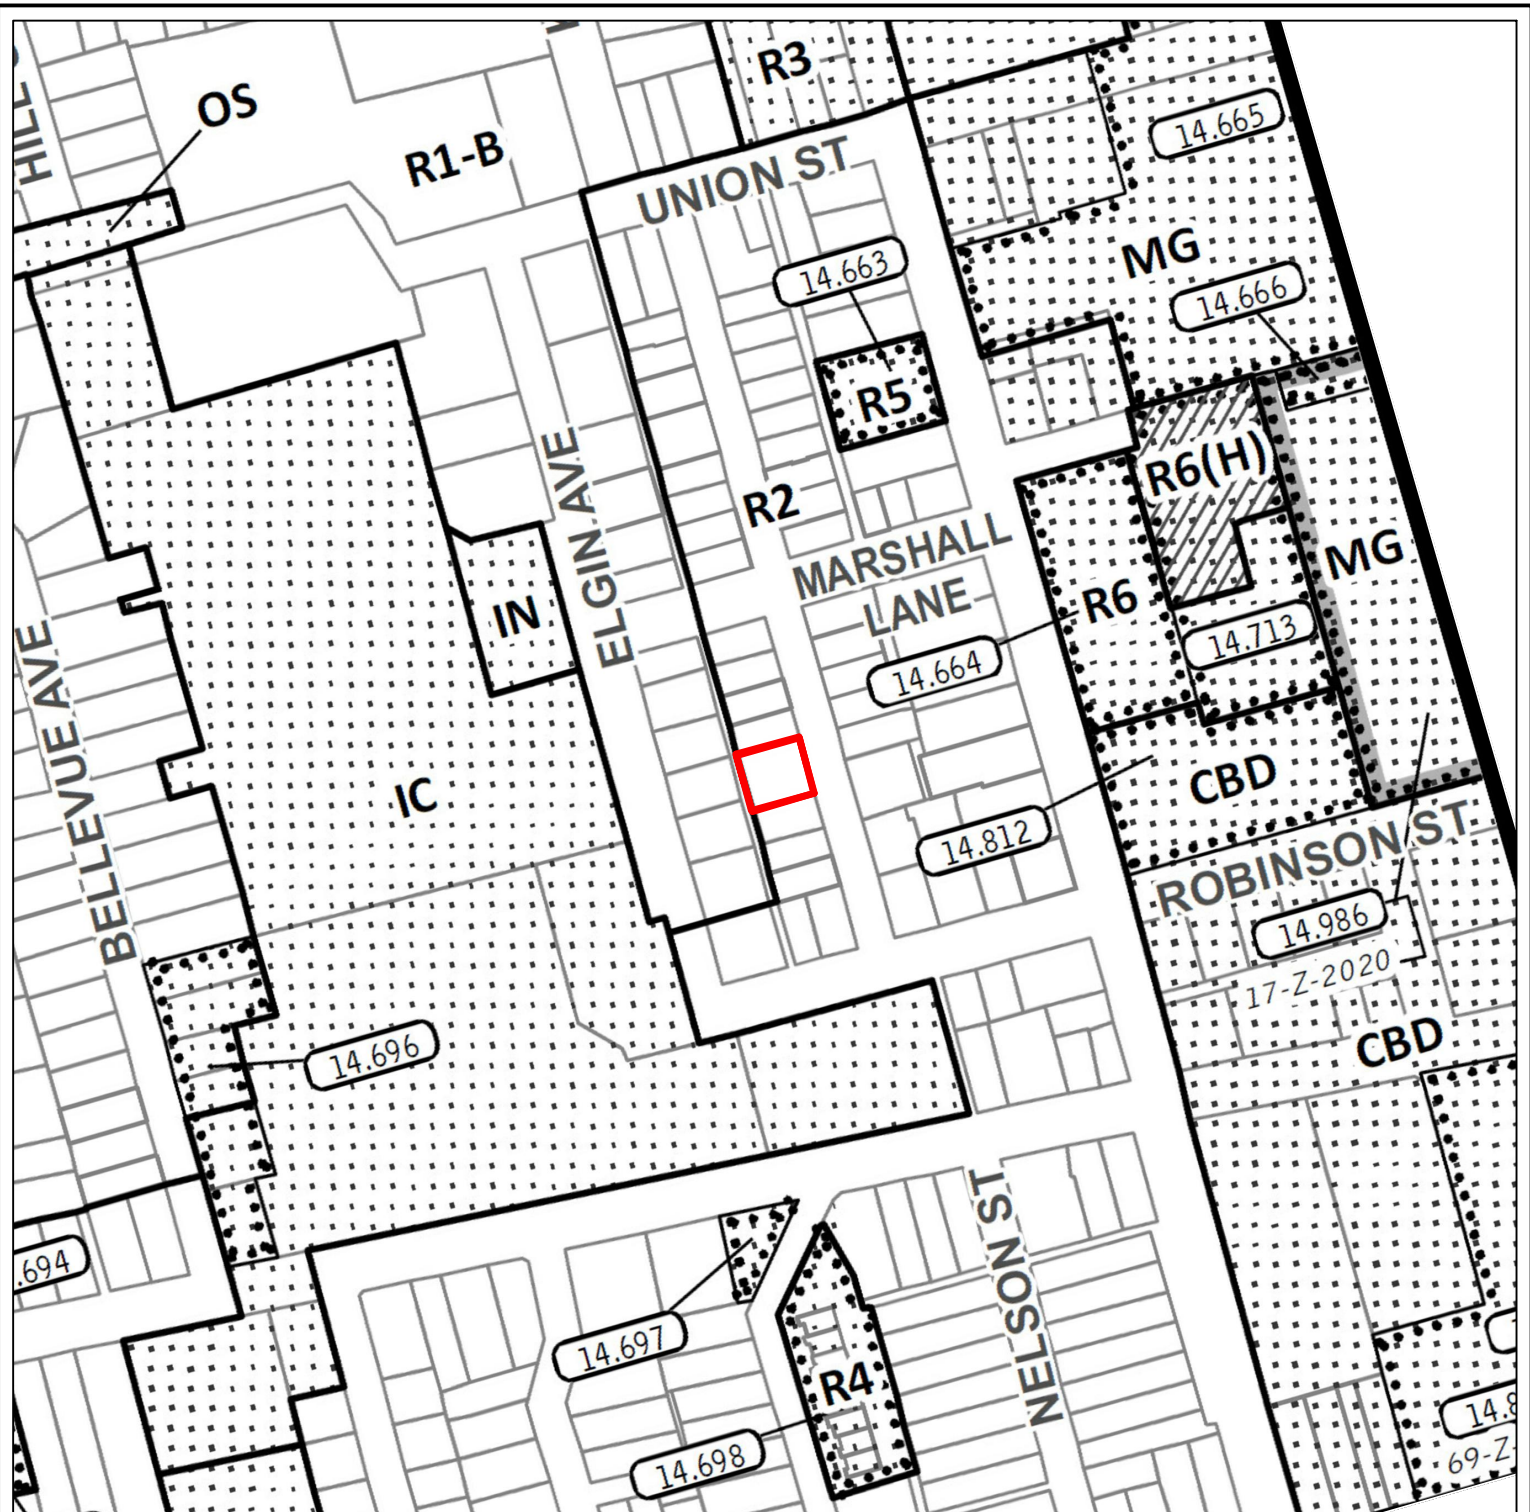 R3
OS
14.665
R1-B
HILL
UNION ST
MG
14.663
14.666
R5
R6(H)
R2
ELGIN AVE
MARSHALL
LANE
MG
R6
IN
14.713
14.664
BELLEVUE AVE
CBD
IC
14.812
ROBINSON ST
14.986
17-Z-2020
14.696
CBD
.694
NELSON ST
14.697
R4
14.8
14.698
69-Z-